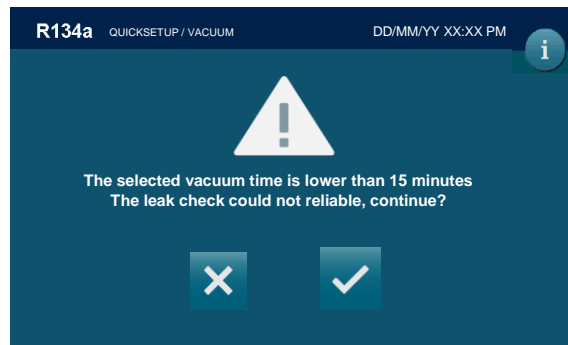 R134a QUICKSETUP / VACUUM DD/MM/YY XX:XX PM
i
The selected vacuum time is lower than 15 minutes
The leak check could not reliable, continue?